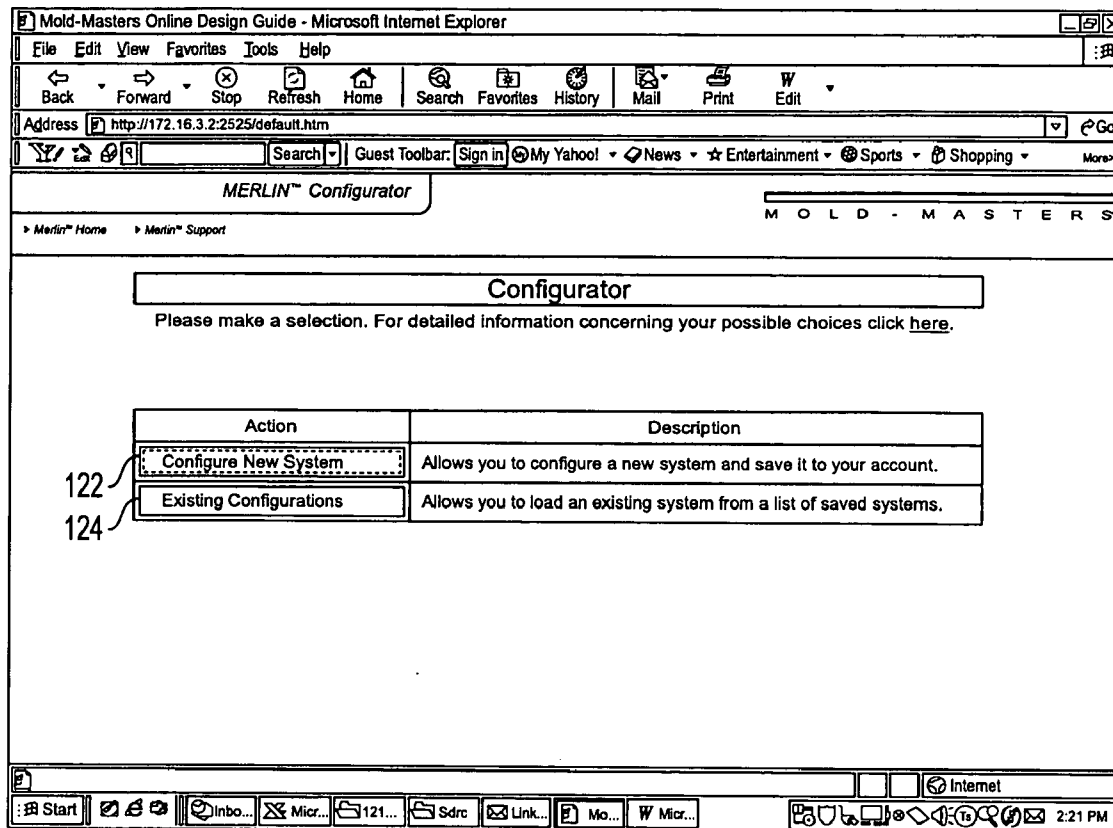 Mold-Masters Online Design Guide - Microsoft Internet Explorer
File Edit View Favorites Tools Help
Back Forward Stop Refresh Home Search Favorites History Mail Print Edit
Address http://172.16.3.2:2525/default.htm Go
Search Guest Toolbar: Sign in My Yahoo! News Entertainment Sports Shopping More>
MERLIN™ Configurator
MOLD-MASTERS
Merlin™ Home Merlin™ Support
Configurator
Please make a selection. For detailed information concerning your possible choices click here.
Action Description
Configure New System Allows you to configure a new system and save it to your account.
122
Existing Configurations Allows you to load an existing system from a list of saved systems.
124
Internet
Start Inbo... Micr... 121... Sdrc Link... Mo... Micr... 2:21 PM